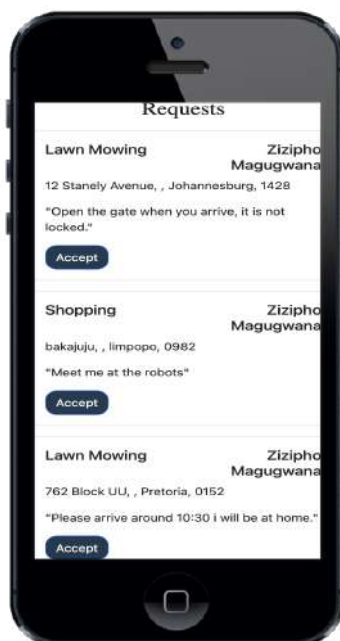 Requests
Lawn Mowing Zizipho
Magugwana
12 Stanely Avenue, , Johannesburg, 1428
"Open the gate when you arrive, it is not
locked."
Accept
Shopping Zizipho
Magugwana
bakajuju, , limpopo, 0982
"Meet me at the robots"
Accept
Lawn Mowing Zizipho
Magugwana
762 Block UU, , Pretoria, 0152
"Please arrive around 10:30 i will be at home."
Accept